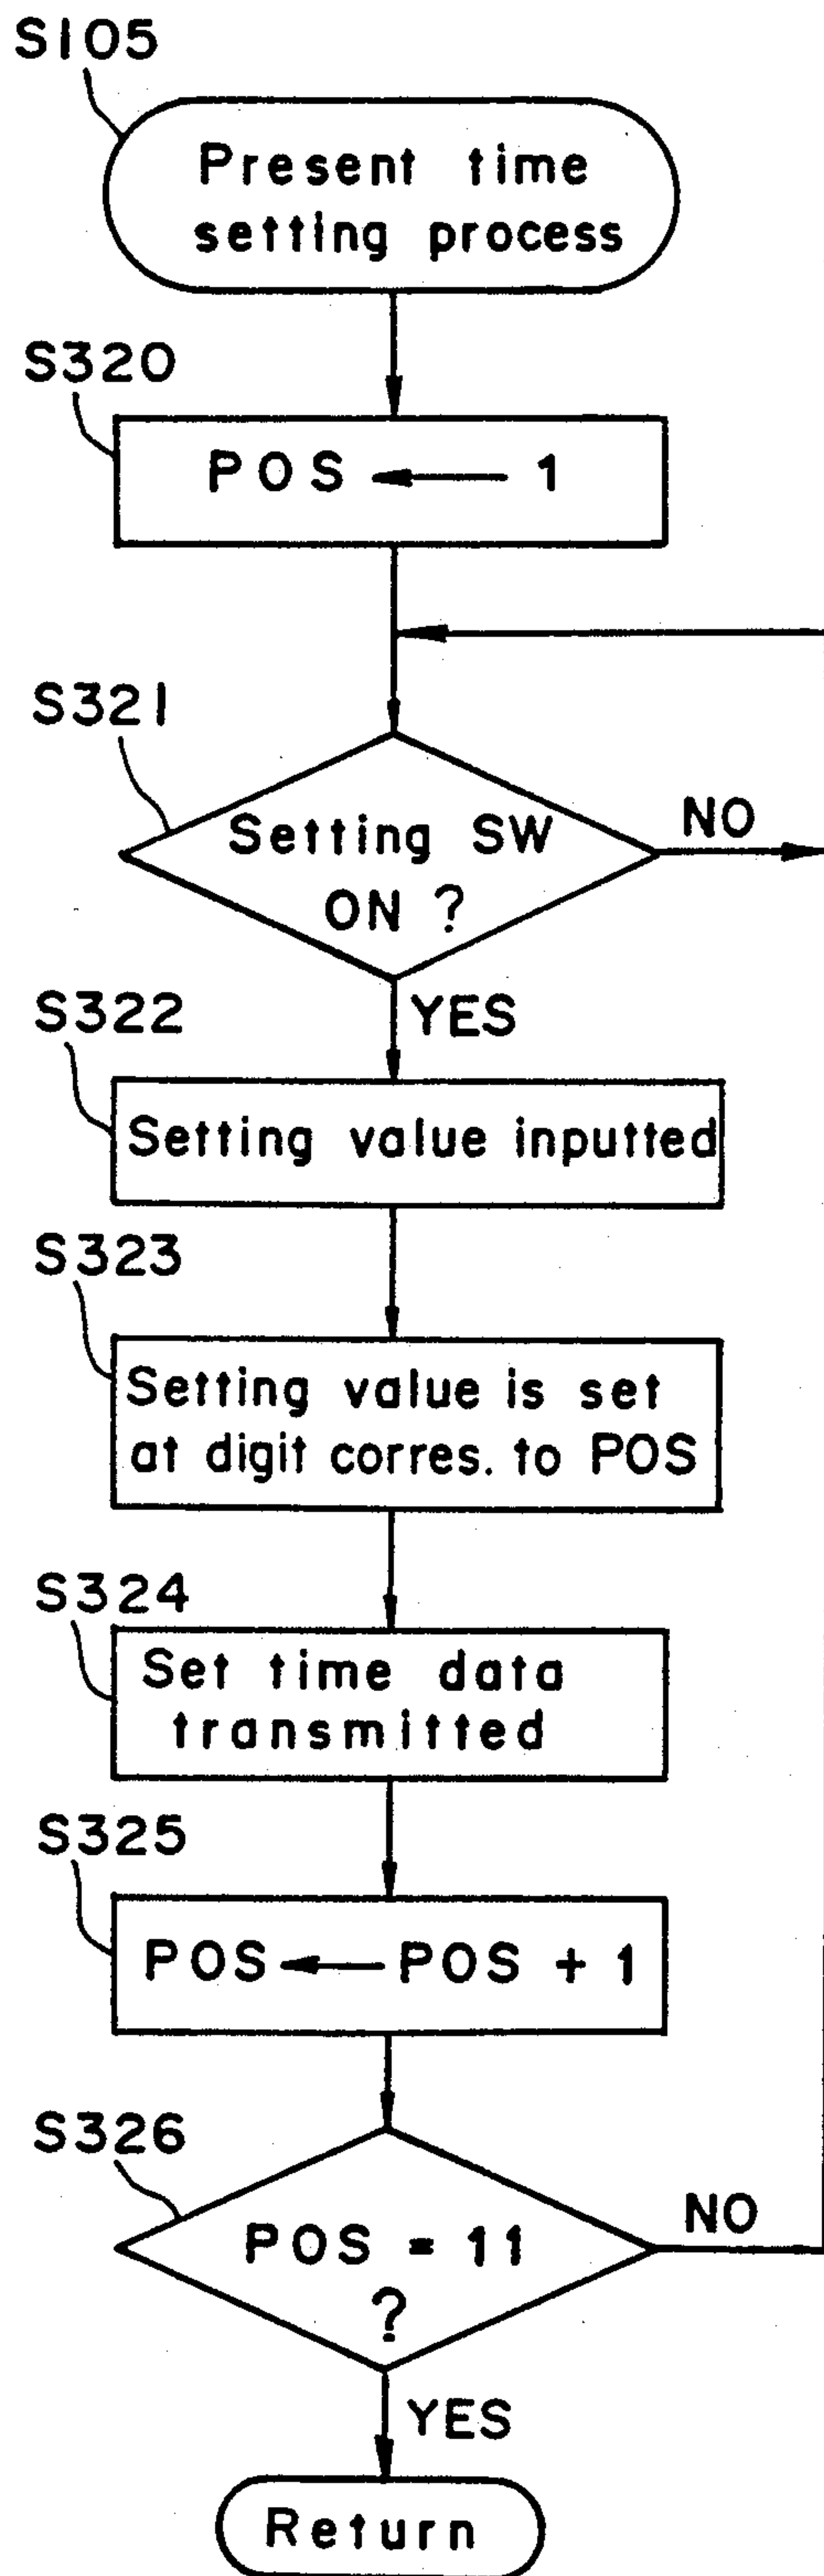 S105
Present time
setting process
S320
POS ← 1
S321
Setting SW
ON ?
NO
YES
S322
Setting value inputted
S323
Setting value is set
at digit corres. to POS
S324
Set time data
transmitted
S325
POS ← POS + 1
S326
POS = 11
?
NO
YES
Return